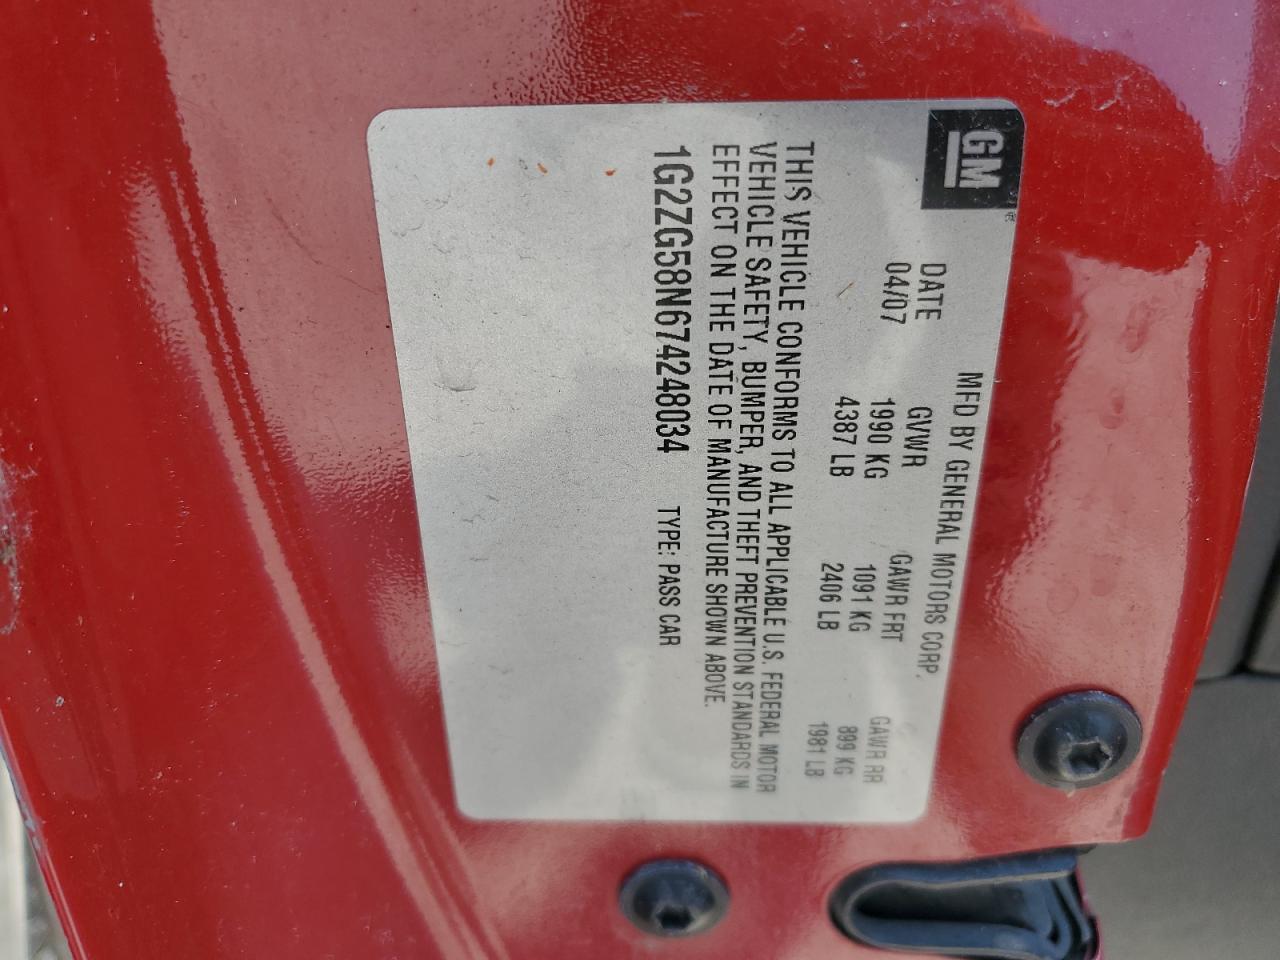 GM
MFD BY GENERAL MOTORS CORP.
DATE GVWR GAWR FRT GAWR RR
04/07 1990 KG 1091 KG 899 KG
4387 LB 2406 LB 1981 LB
THIS VEHICLE CONFORMS TO ALL APPLICABLE U.S. FEDERAL MOTOR
VEHICLE SAFETY, BUMPER, AND THEFT PREVENTION STANDARDS IN
EFFECT ON THE DATE OF MANUFACTURE SHOWN ABOVE.
1G2ZG58N674248034 TYPE: PASS CAR